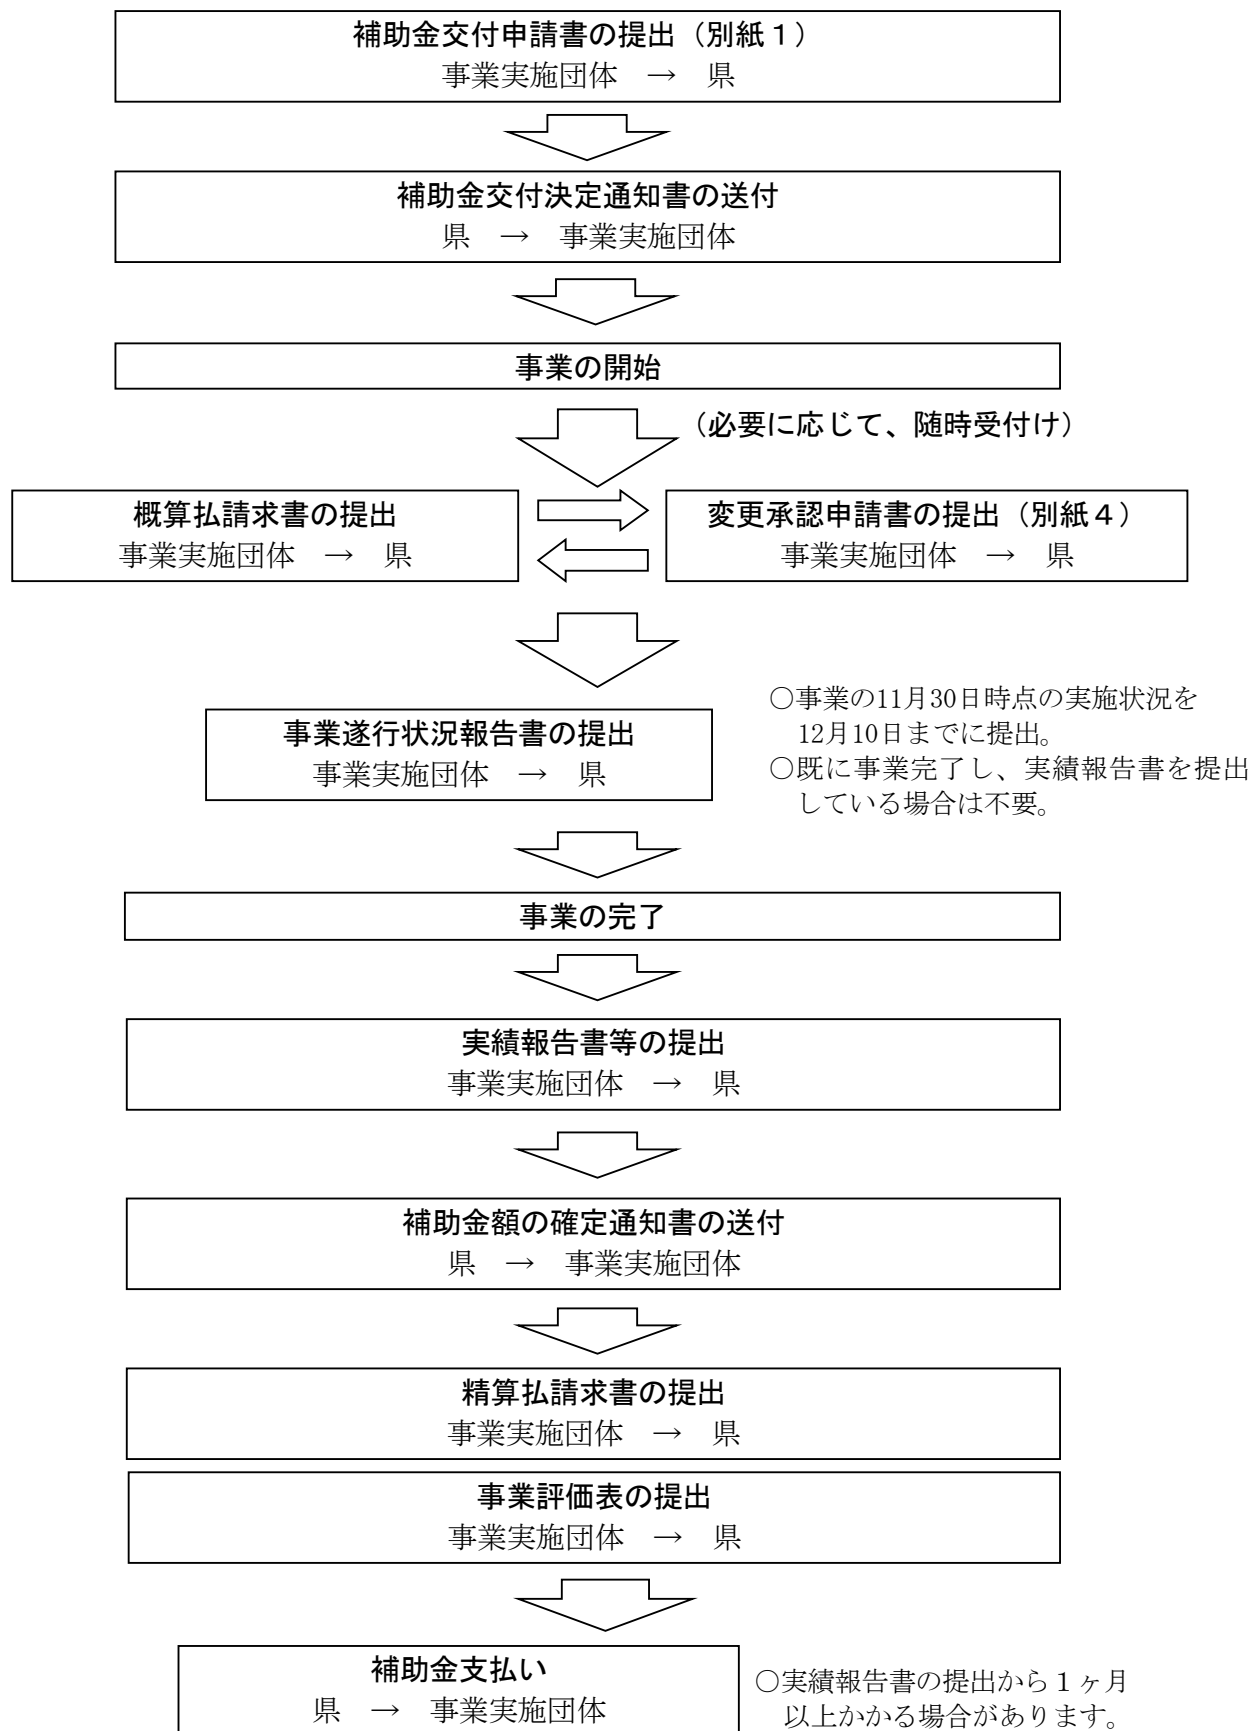 補助金交付申請書の提出（別紙１）
事業実施団体　→　県
補助金交付決定通知書の送付
県　→　事業実施団体
事業の開始
（必要に応じて、随時受付け）
概算払請求書の提出
事業実施団体　→　県
変更承認申請書の提出（別紙４）
事業実施団体　→　県
事業遂行状況報告書の提出
事業実施団体　→　県
○事業の11月30日時点の実施状況を
12月10日までに提出。
○既に事業完了し、実績報告書を提出
している場合は不要。
事業の完了
実績報告書等の提出
事業実施団体　→　県
補助金額の確定通知書の送付
県　→　事業実施団体
精算払請求書の提出
事業実施団体　→　県
事業評価表の提出
事業実施団体　→　県
補助金支払い
県　→　事業実施団体
○実績報告書の提出から１ヶ月
以上かかる場合があります。